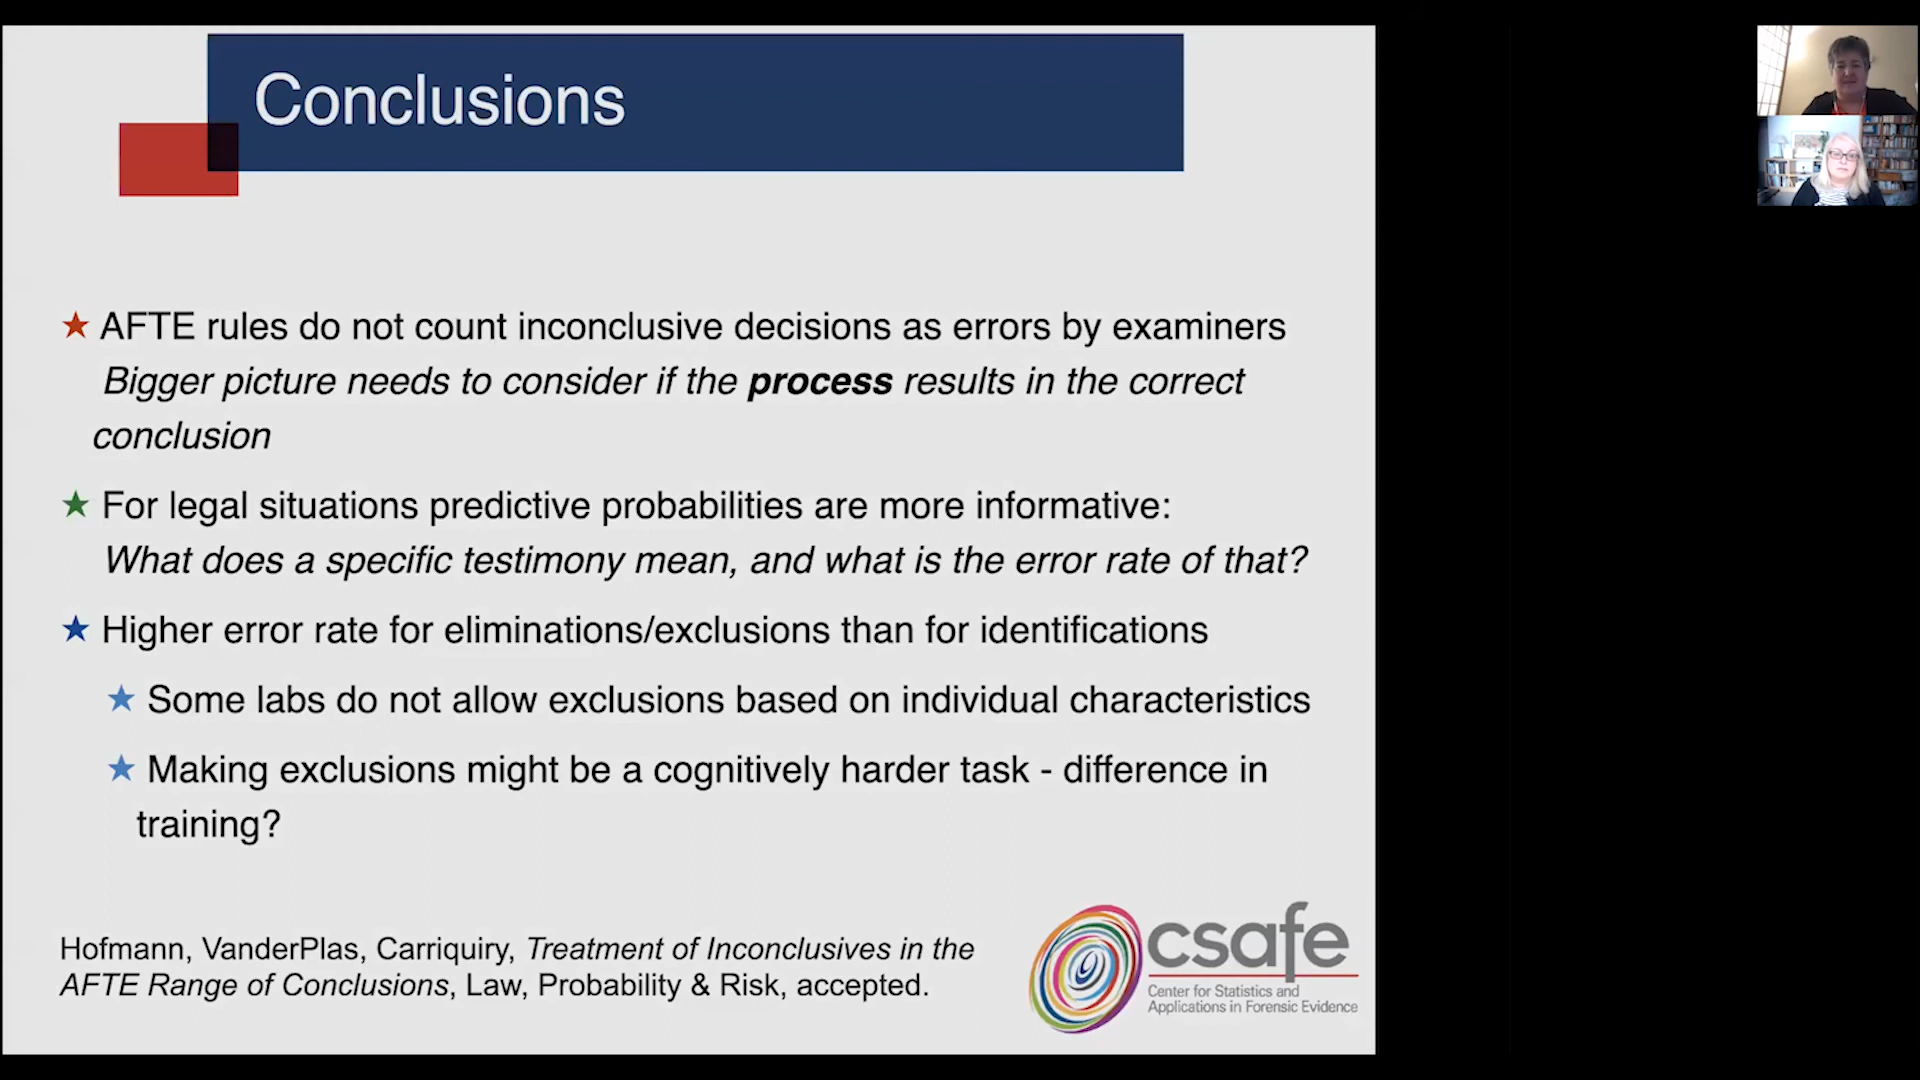 Conclusions
AFTE rules do not count inconclusive decisions as errors by examiners
Bigger picture needs to consider if the process results in the correct
conclusion
For legal situations predictive probabilities are more informative:
What does a specific testimony mean, and what is the error rate of that?
Higher error rate for eliminations/exclusions than for identifications
Some labs do not allow exclusions based on individual characteristics
Making exclusions might be a cognitively harder task - difference in
training?
Hofmann, VanderPlas, Carriquiry, Treatment of Inconclusives in the
AFTE Range of Conclusions, Law, Probability & Risk, accepted.
csafe
Center for Statistics and
Applications in Forensic Evidence